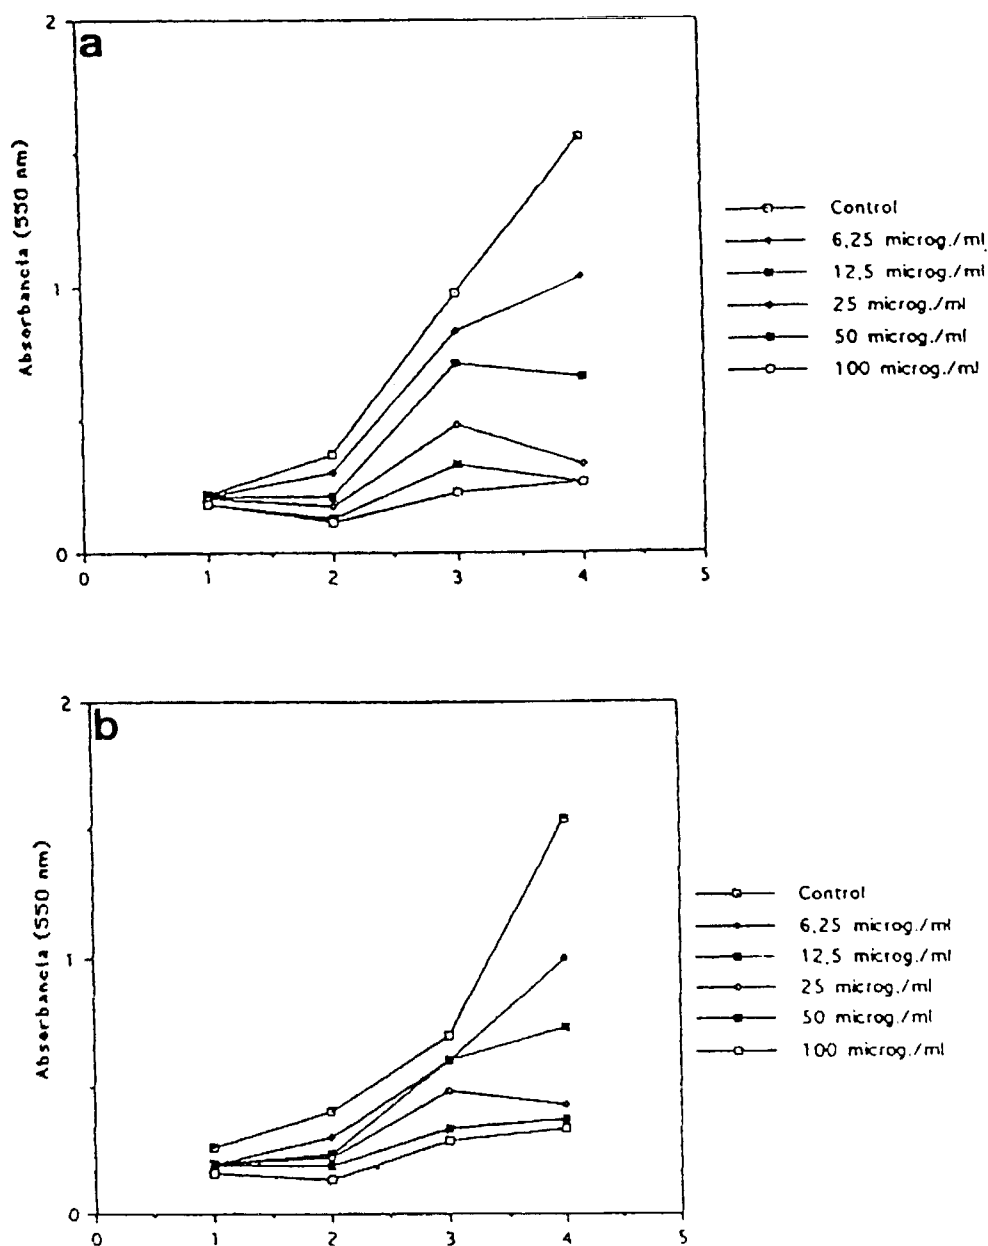 a
2
1
0
Absorbancia (550 nm)
0 1 2 3 4 5
Control
6,25 microg./ml
12,5 microg./ml
25 microg./ml
50 microg./ml
100 microg./ml
b
2
1
0
Absorbancia (550 nm)
0 1 2 3 4 5
Control
6,25 microg./ml
12,5 microg./ml
25 microg./ml
50 microg./ml
100 microg./ml